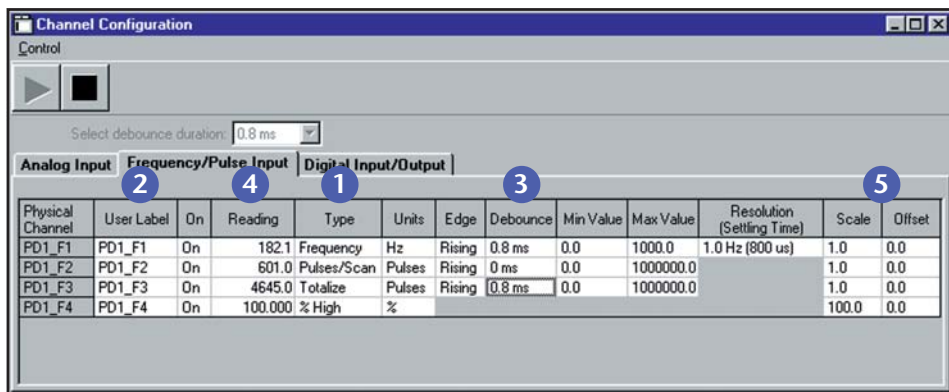 Channel Configuration
Control
Select debounce duration: 0.8 ms
Analog Input Frequency/Pulse Input Digital Input/Output
2 4 1 3 5
Physical Channel User Label On Reading Type Units Edge Debounce Min Value Max Value Resolution (Settling Time) Scale Offset
PD1_F1 PD1_F1 On 182.1 Frequency Hz Rising 0.8 ms 0.0 1000.0 1.0 Hz (800 us) 1.0 0.0
PD1_F2 PD1_F2 On 601.0 Pulses/Scan Pulses Rising 0 ms 0.0 1000000.0 1.0 0.0
PD1_F3 PD1_F3 On 4645.0 Totalize Pulses Rising 0.8 ms 0.0 1000000.0 1.0 0.0
PD1_F4 PD1_F4 On 100.000 % High % 100.0 0.0